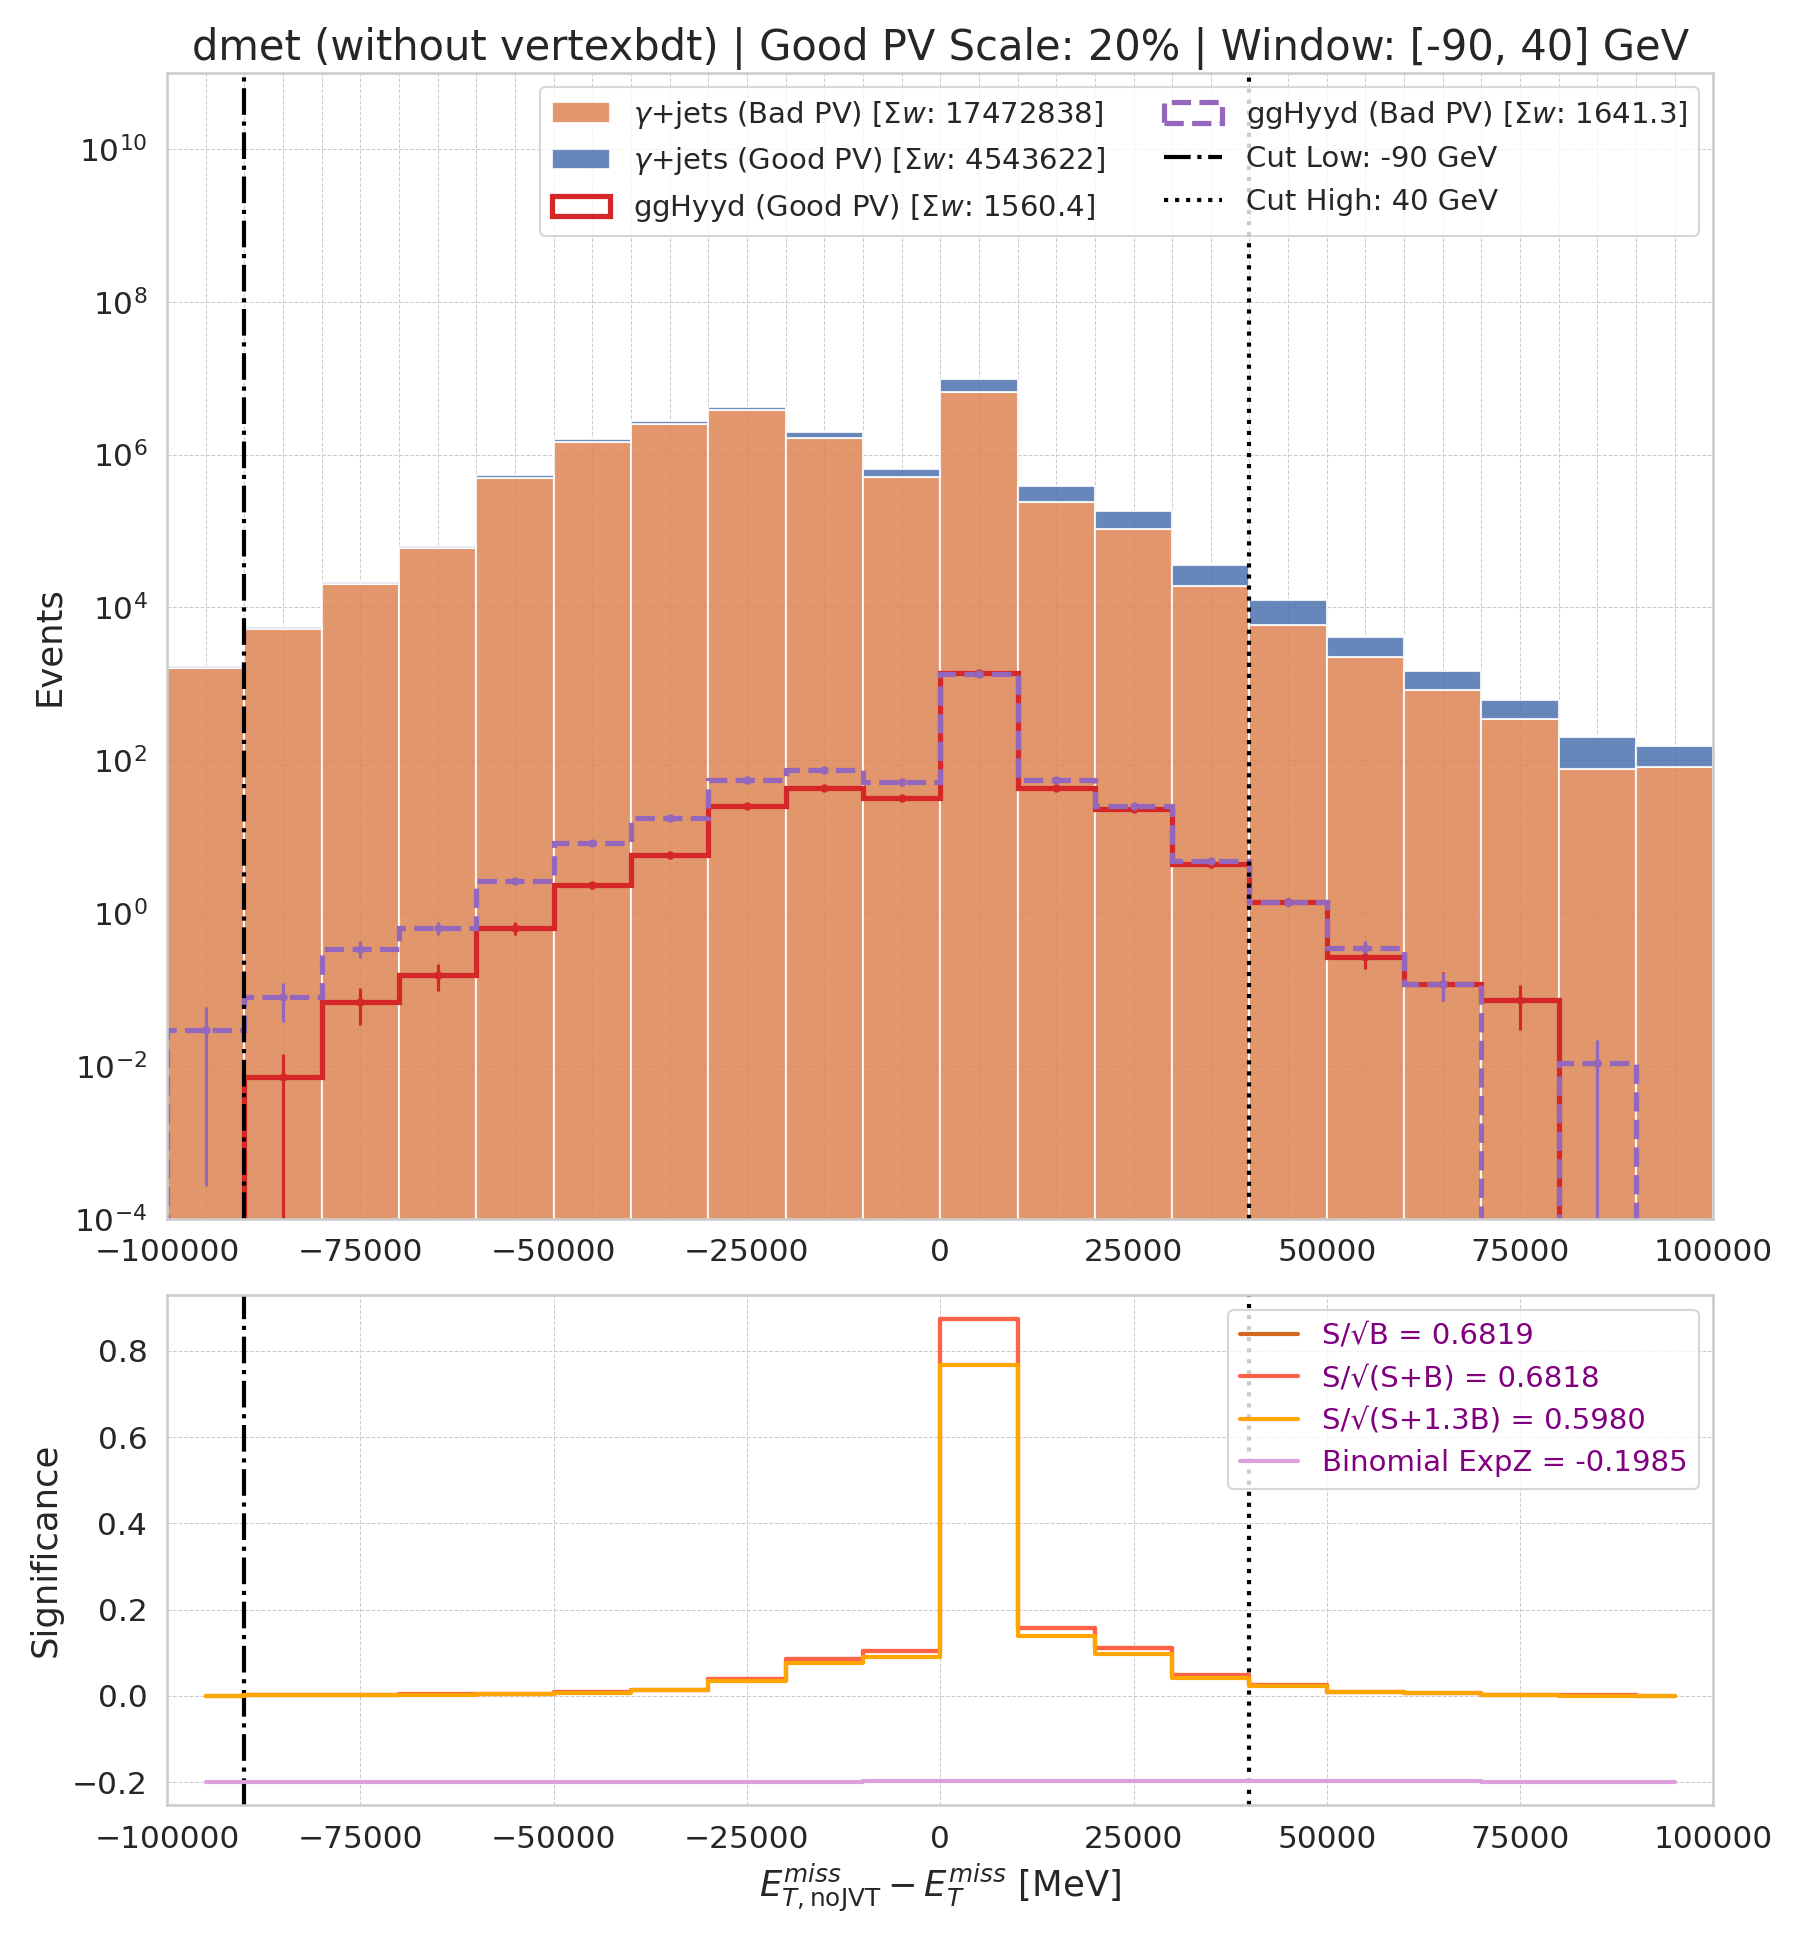 dmet (without vertexbdt) | Good PV Scale: 20% | Window: [-90, 40] GeV
γ+jets (Bad PV) [Σw: 17472838]
γ+jets (Good PV) [Σw: 4543622]
ggHyyd (Good PV) [Σw: 1560.4]
ggHyyd (Bad PV) [Σw: 1641.3]
Cut Low: -90 GeV
Cut High: 40 GeV
Events
10^10
10^8
10^6
10^4
10^2
10^0
10^−2
10^−4
−100000 −75000 −50000 −25000 0 25000 50000 75000 100000
S/√B = 0.6819
S/√(S+B) = 0.6818
S/√(S+1.3B) = 0.5980
Binomial ExpZ = -0.1985
Significance
0.8
0.6
0.4
0.2
0.0
−0.2
−100000 −75000 −50000 −25000 0 25000 50000 75000 100000
E_{T,noJVT}^{miss} − E_T^{miss} [MeV]